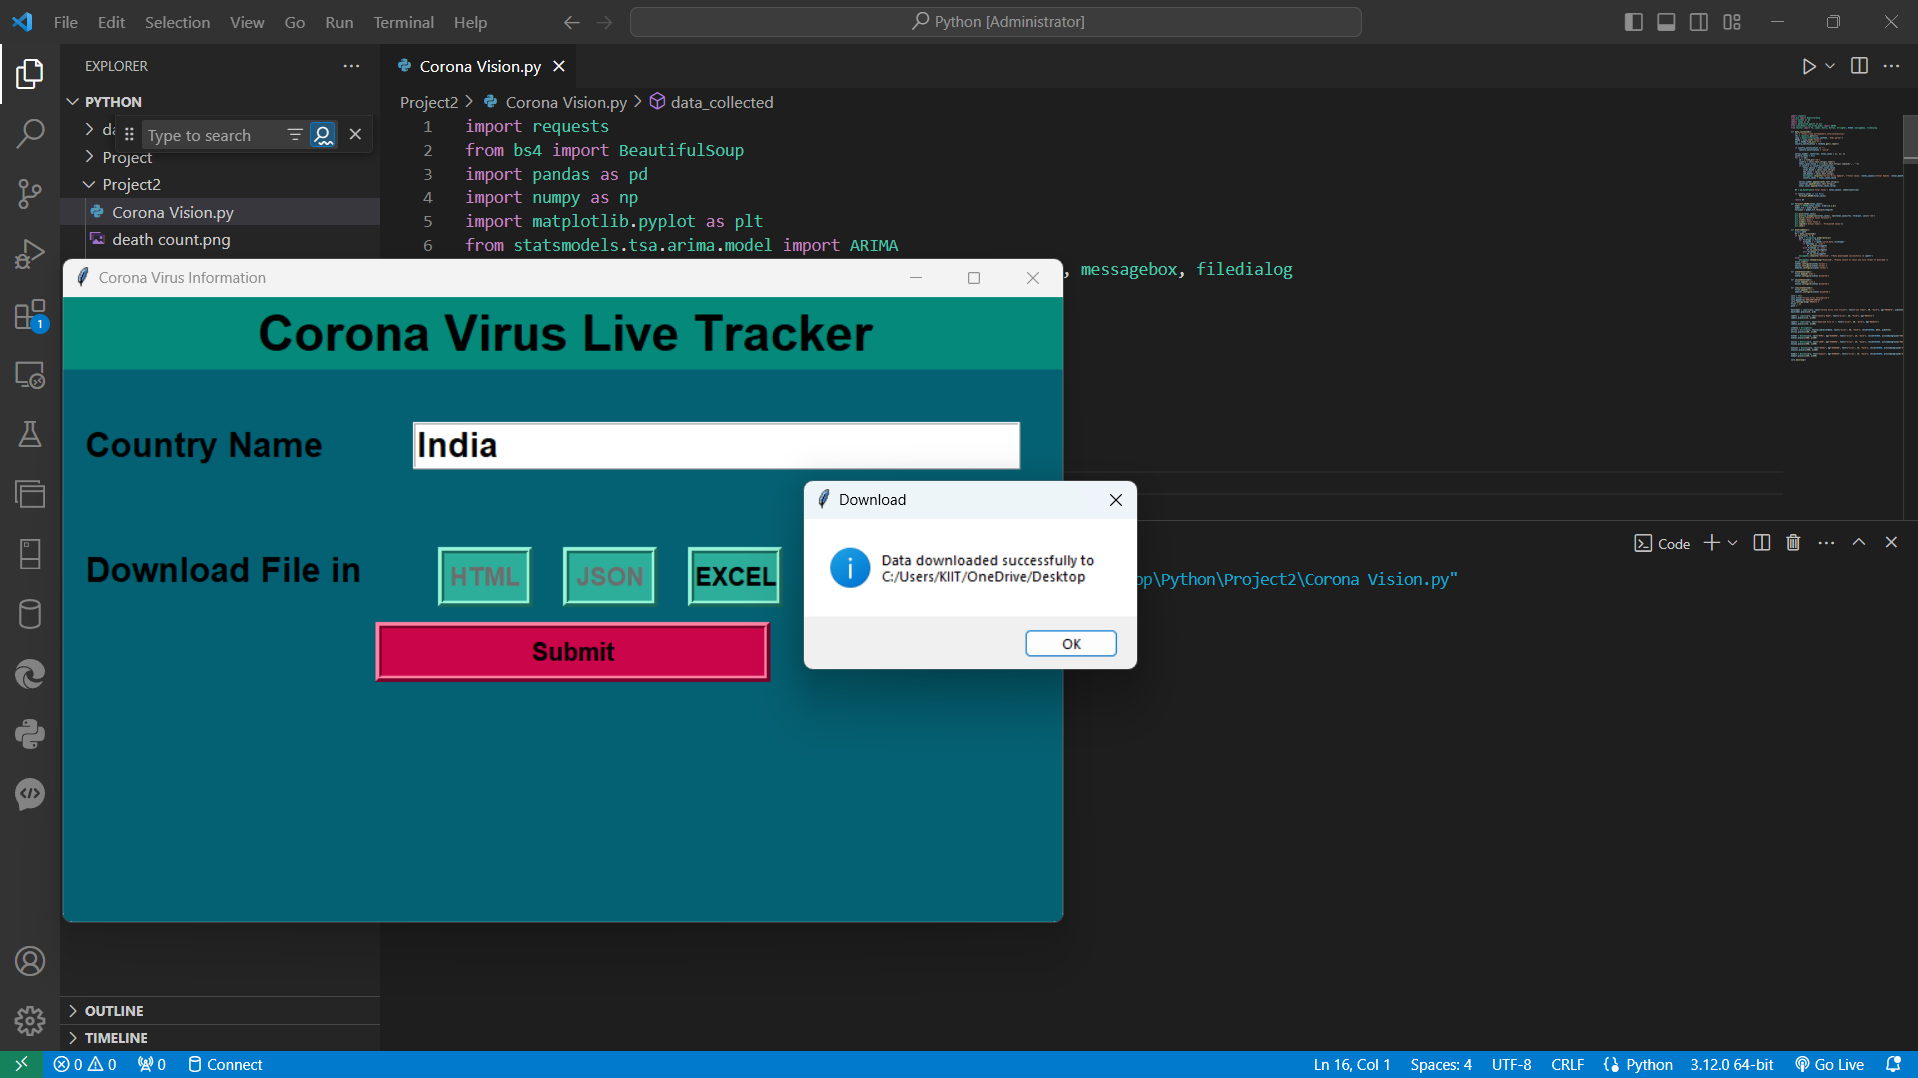 File Edit Selection View Go Run Terminal Help
Python [Administrator]
EXPLORER
Corona Vision.py
PYTHON
Project2 > Corona Vision.py > data_collected
da
Type to search
Project
Project2
Corona Vision.py
death count.png
1 import requests
2 from bs4 import BeautifulSoup
3 import pandas as pd
4 import numpy as np
5 import matplotlib.pyplot as plt
6 from statsmodels.tsa.arima.model import ARIMA
, messagebox, filedialog
1
Corona Virus Information
Corona Virus Live Tracker
Country Name
India
Download File in
HTML JSON EXCEL
Submit
Download
Data downloaded successfully to
C:/Users/KIIT/OneDrive/Desktop
OK
Code
op\Python\Project2\Corona Vision.py"
OUTLINE
TIMELINE
0 0 0 Connect
Ln 16, Col 1 Spaces: 4 UTF-8 CRLF Python 3.12.0 64-bit Go Live